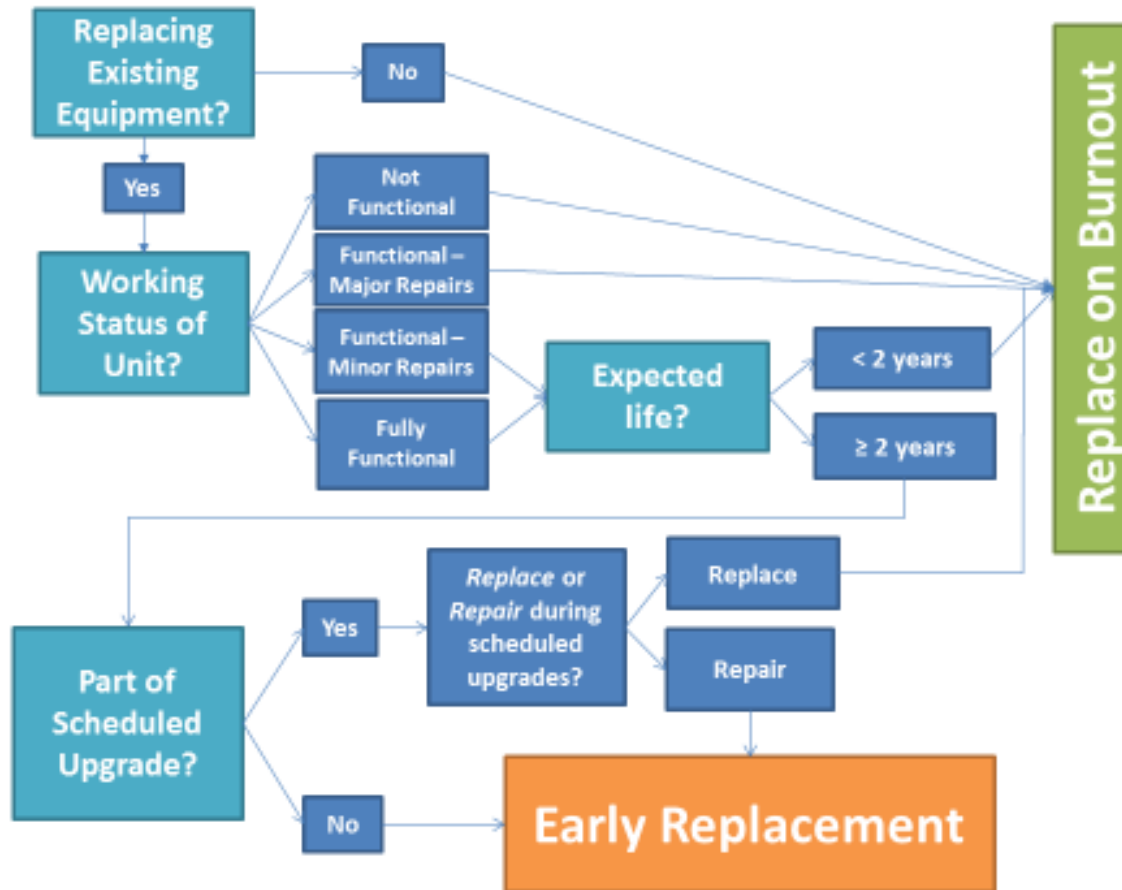 Replacing
Existing
Equipment?
No
Yes
Not
Functional
Functional –
Major Repairs
Working
Status of
Unit?
Functional –
Minor Repairs
Fully
Functional
Expected
life?
< 2 years
≥ 2 years
Replace on Burnout
Part of
Scheduled
Upgrade?
Yes
Replace or
Repair during
scheduled
upgrades?
Replace
Repair
No
Early Replacement